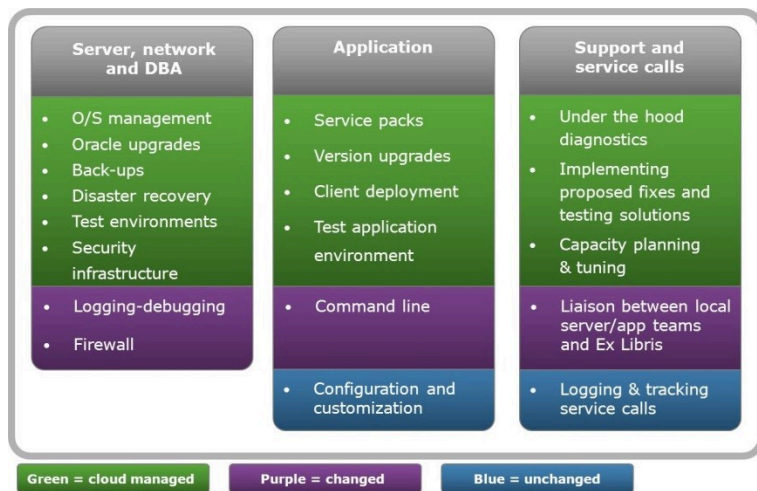 Server, network
and DBA
• O/S management
• Oracle upgrades
• Back-ups
• Disaster recovery
• Test environments
• Security
infrastructure
• Logging-debugging
• Firewall
Application
• Service packs
• Version upgrades
• Client deployment
• Test application
environment
• Command line
• Configuration and
customization
Support and
service calls
• Under the hood
diagnostics
• Implementing
proposed fixes and
testing solutions
• Capacity planning
& tuning
• Liaison between local
server/app teams
and Ex Libris
• Logging & tracking
service calls
Green = cloud managed
Purple = changed
Blue = unchanged